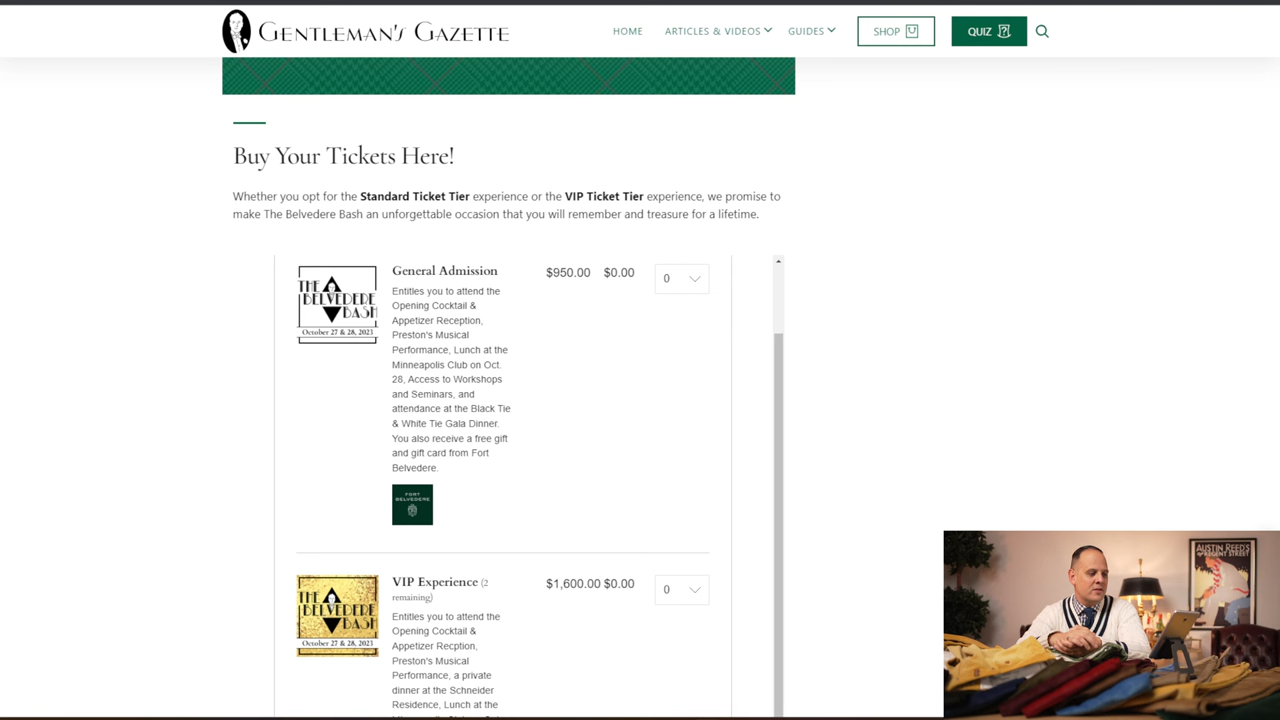 GENTLEMAN'S GAZETTE
HOME
ARTICLES & VIDEOS
GUIDES
SHOP
QUIZ
Buy Your Tickets Here!
Whether you opt for the Standard Ticket Tier experience or the VIP Ticket Tier experience, we promise to
make The Belvedere Bash an unforgettable occasion that you will remember and treasure for a lifetime.
THE
BELVEDERE
BASH
October 27 & 28, 2023
General Admission
$950.00 $0.00
0
Entitles you to attend the
Opening Cocktail &
Appetizer Reception,
Preston's Musical
Performance, Lunch at the
Minneapolis Club on Oct.
28, Access to Workshops
and Seminars, and
attendance at the Black Tie
& White Tie Gala Dinner.
You also receive a free gift
and gift card from Fort
Belvedere.
FORT
BELVEDERE
THE
BELVEDERE
BASH
October 27 & 28, 2023
VIP Experience (2
remaining)
$1,600.00 $0.00
0
Entitles you to attend the
Opening Cocktail &
Appetizer Recption,
Preston's Musical
Performance, a private
dinner at the Schneider
Residence, Lunch at the
AUSTIN REED'S
OF REGENT STREET